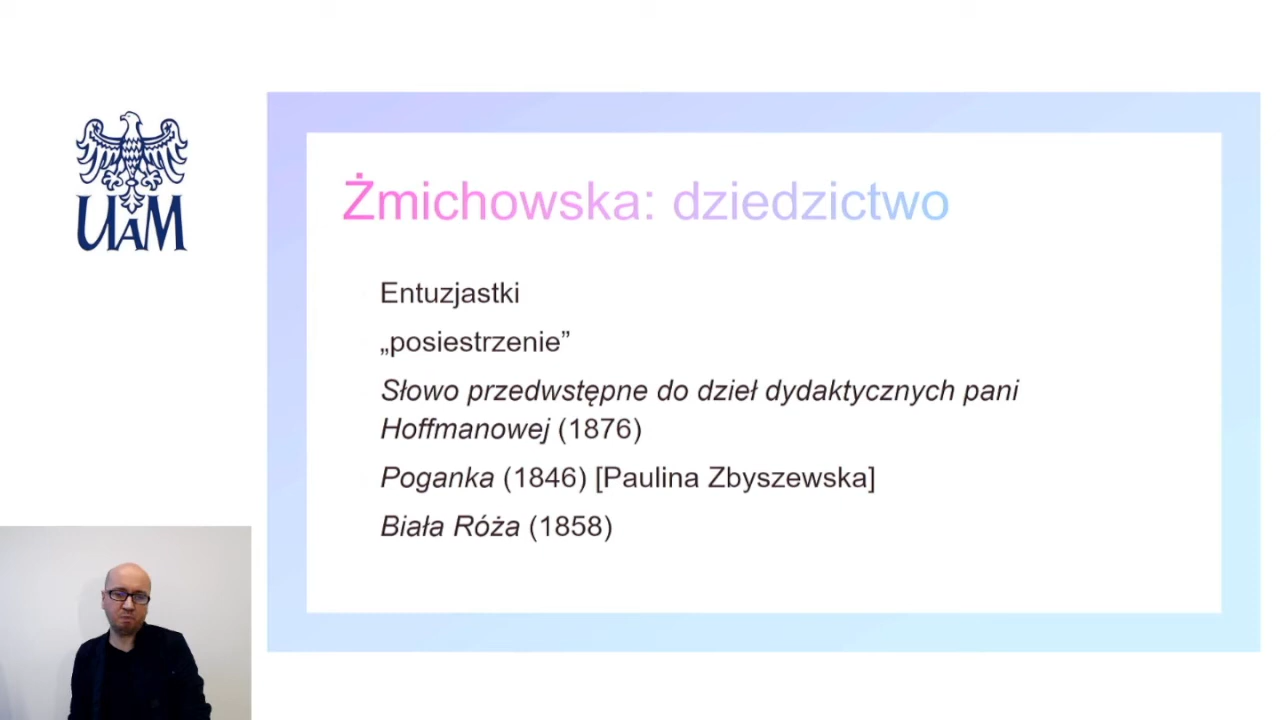 UAM
Żmichowska: dziedzictwo
Entuzjastki
„posiestrzenie”
Słowo przedwstępne do dzieł dydaktycznych pani
Hoffmanowej (1876)
Poganka (1846) [Paulina Zbyszewska]
Biała Róża (1858)